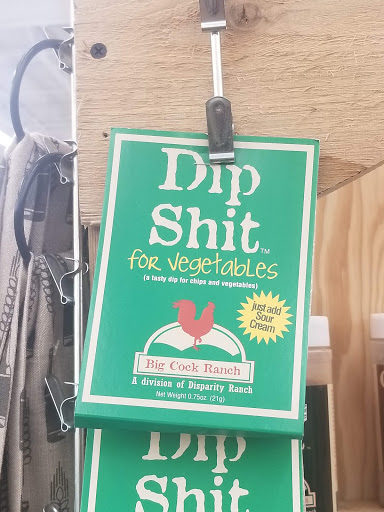 Dip
Shit™
for vegetables
(a tasty dip for chips and vegetables)
just add
Sour
Cream
Big Cock Ranch
A division of Disparity Ranch
Net Weight 0.75oz (21g)
Dip
Shit